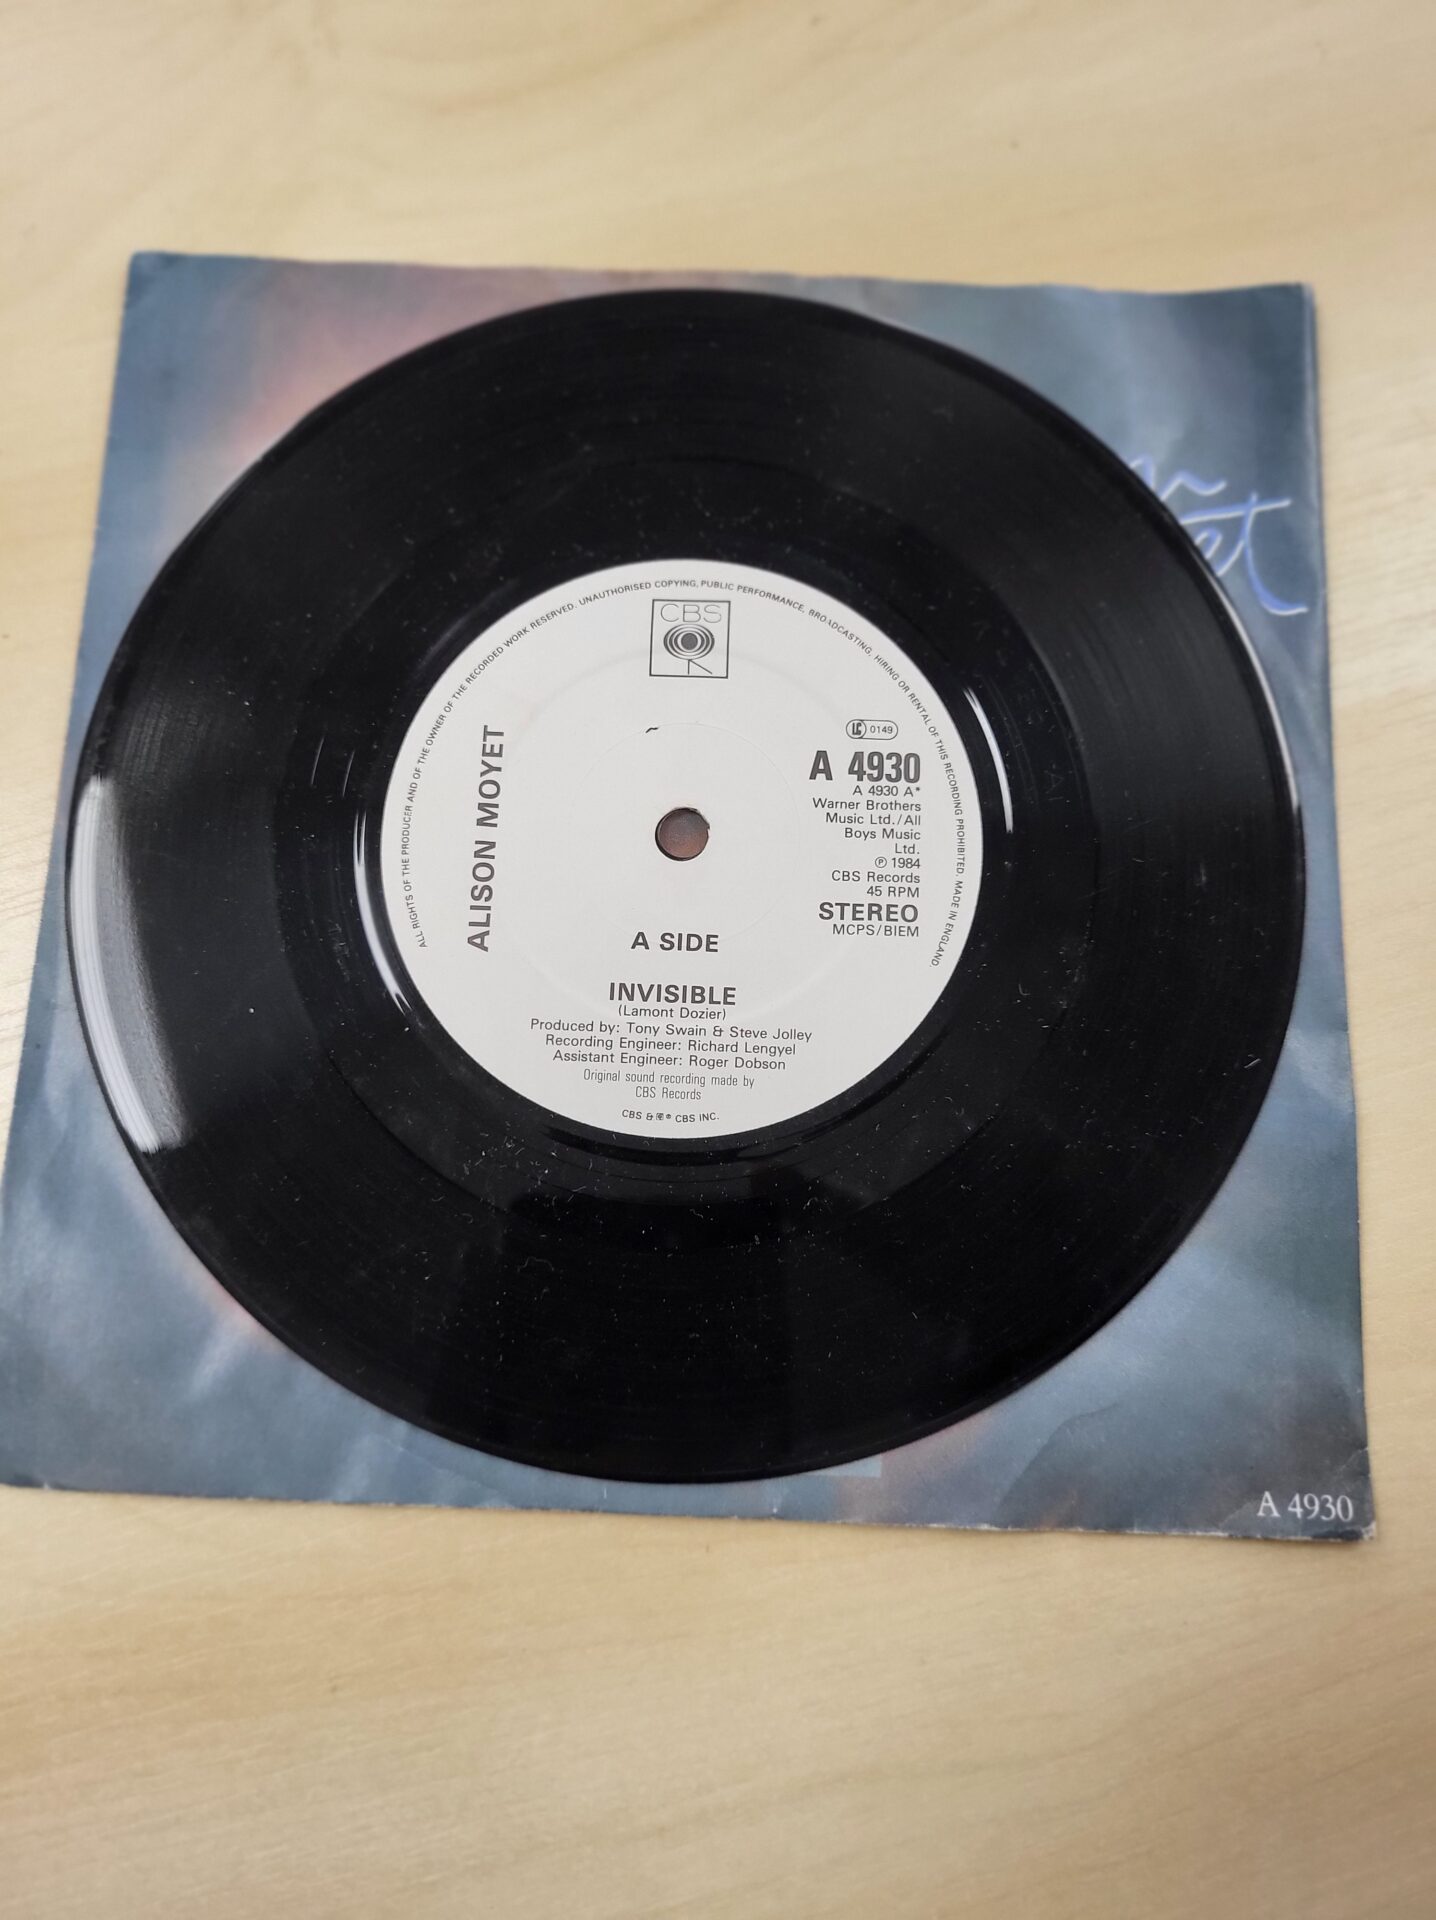 n
et
ALL RIGHTS OF THE PRODUCER AND OF THE OWNER OF THE RECORDED WORK RESERVED. UNAUTHORISED COPYING, PUBLIC PERFORMANCE, BROADCASTING, HIRING OR RENTAL OF THIS RECORDING PROHIBITED. MADE IN ENGLAND.
CBS
LC 0149
ALISON MOYET
A 4930
A 4930 A*
Warner Brothers
Music Ltd./All
Boys Music
Ltd.
℗ 1984
CBS Records
45 RPM
STEREO
MCPS/BIEM
A SIDE
INVISIBLE
(Lamont Dozier)
Produced by: Tony Swain & Steve Jolley
Recording Engineer: Richard Lengyel
Assistant Engineer: Roger Dobson
Original sound recording made by
CBS Records
CBS & ® CBS INC.
A 4930